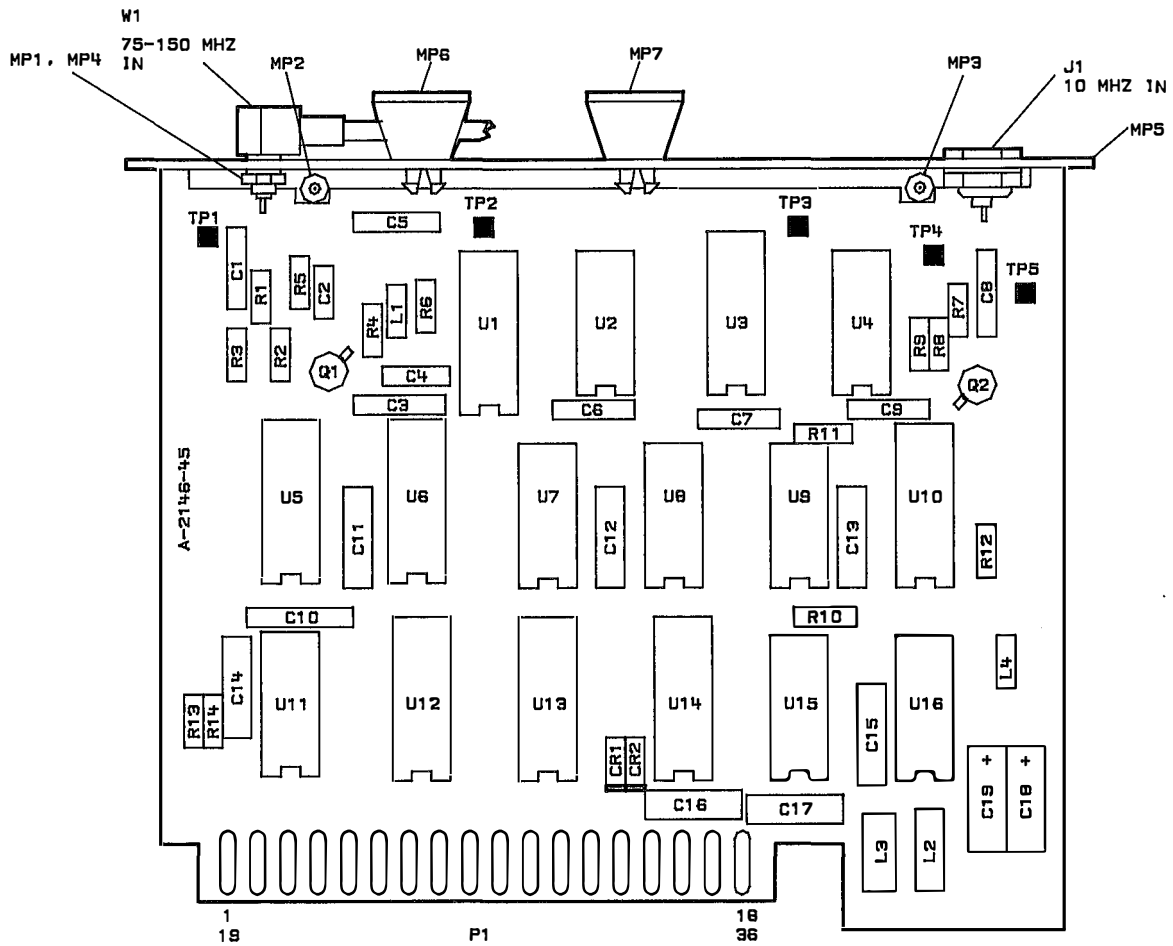 W1
75-150 MHZ
IN
MP1, MP4
MP2
MP6
MP7
MP3
J1
10 MHZ IN
MP5
TP1
C5
TP2
TP3
TP4
TP5
C1
R1
R5
C2
R4
L1
R6
U1
U2
U3
U4
R7
C8
R3
R2
Q1
C4
R9
R8
Q2
C3
C6
C7
C9
R11
A-2146-45
U5
C11
U6
U7
C12
U8
U9
C13
U10
R12
C10
R10
R13
R14
C14
U11
U12
U13
CR1
CR2
U14
U15
C15
U16
L4
C16
C17
C19 +
C18 +
L3
L2
1
19
P1
18
36